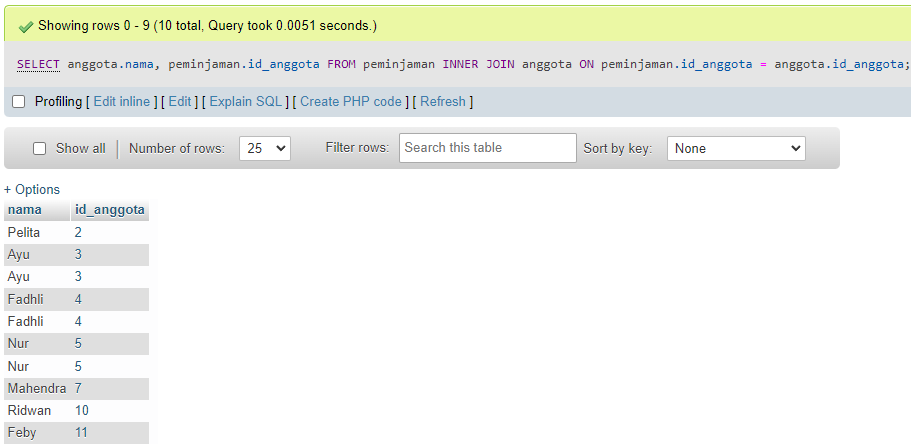 Showing rows 0 - 9 (10 total, Query took 0.0051 seconds.)
SELECT anggota.nama, peminjaman.id_anggota FROM peminjaman INNER JOIN anggota ON peminjaman.id_anggota = anggota.id_anggota;
Profiling [ Edit inline ] [ Edit ] [ Explain SQL ] [ Create PHP code ] [ Refresh ]
Show all Number of rows: 25 Filter rows: Search this table Sort by key: None
+ Options
nama id_anggota
Pelita 2
Ayu 3
Ayu 3
Fadhli 4
Fadhli 4
Nur 5
Nur 5
Mahendra 7
Ridwan 10
Feby 11